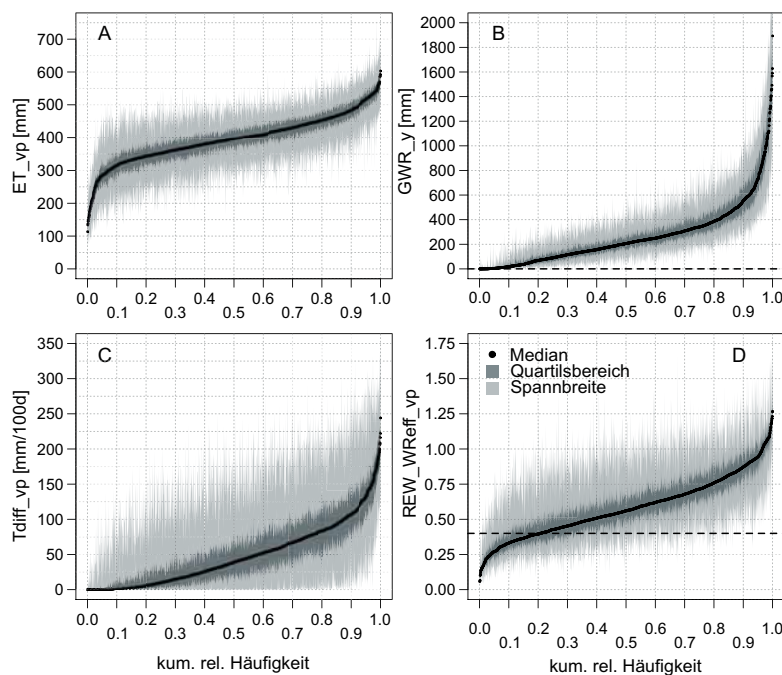 A
ET_vp [mm]
700
600
500
400
300
200
100
0
0.0 0.2 0.4 0.6 0.8 1.0
0.1 0.3 0.5 0.7 0.9
B
GWR_y [mm]
2000
1800
1600
1400
1200
1000
800
600
400
200
0
0.0 0.2 0.4 0.6 0.8 1.0
0.1 0.3 0.5 0.7 0.9
C
Tdiff_vp [mm/100d]
350
300
250
200
150
100
50
0
0.0 0.2 0.4 0.6 0.8 1.0
0.1 0.3 0.5 0.7 0.9
kum. rel. Häufigkeit
D
Median
Quartilsbereich
Spannbreite
REW_WReff_vp
1.75
1.50
1.25
1.00
0.75
0.50
0.25
0.00
0.0 0.2 0.4 0.6 0.8 1.0
0.1 0.3 0.5 0.7 0.9
kum. rel. Häufigkeit